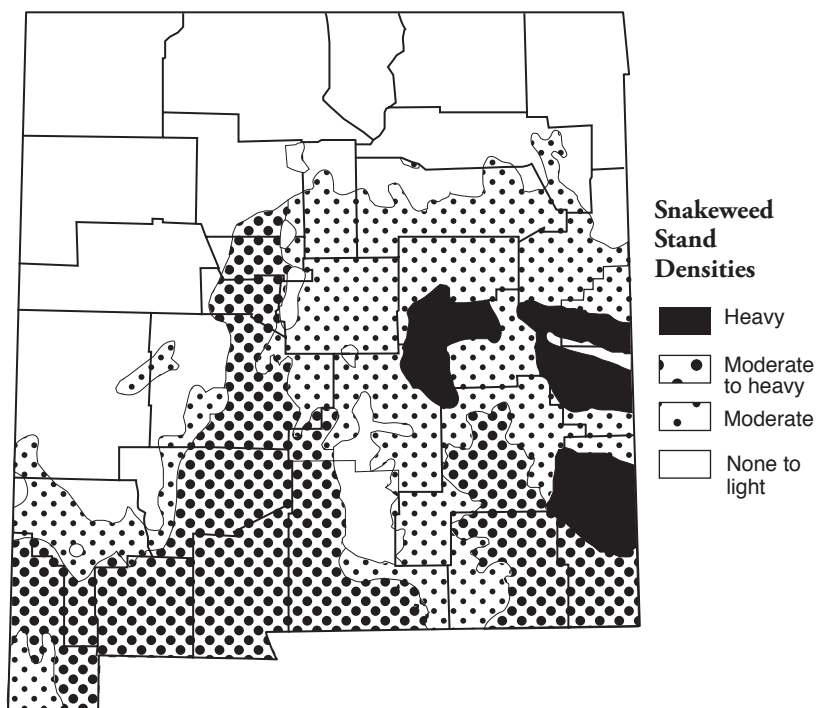 Snakeweed
Stand
Densities
Heavy
Moderate
to heavy
Moderate
None to
light